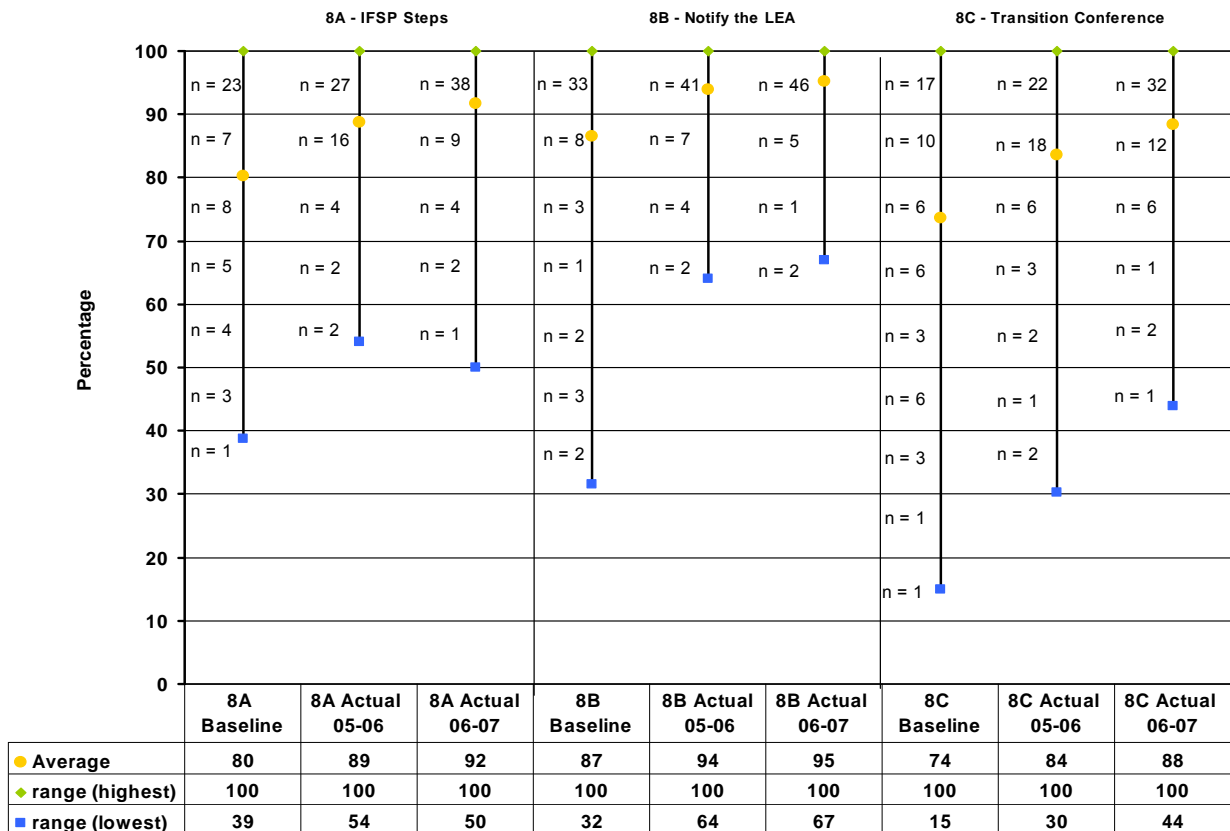 8A - IFSP Steps 8B - Notify the LEA 8C - Transition Conference
Percentage
100
n = 23 n = 27 n = 38 n = 33 n = 41 n = 46 n = 17 n = 22 n = 32
90
n = 7 n = 16 n = 9 n = 8 n = 7 n = 5 n = 10 n = 18 n = 12
80
n = 8 n = 4 n = 4 n = 3 n = 4 n = 1 n = 6 n = 6 n = 6
70
n = 5 n = 2 n = 2 n = 1 n = 2 n = 2 n = 6 n = 3 n = 1
60
n = 4 n = 2 n = 1 n = 2 n = 3 n = 2 n = 2
50
n = 3 n = 3 n = 6 n = 1 n = 1
40
n = 1 n = 2 n = 3 n = 2
30
n = 1
20
n = 1
10
0
8A Baseline 8A Actual 05-06 8A Actual 06-07 8B Baseline 8B Actual 05-06 8B Actual 06-07 8C Baseline 8C Actual 05-06 8C Actual 06-07
Average 80 89 92 87 94 95 74 84 88
range (highest) 100 100 100 100 100 100 100 100 100
range (lowest) 39 54 50 32 64 67 15 30 44